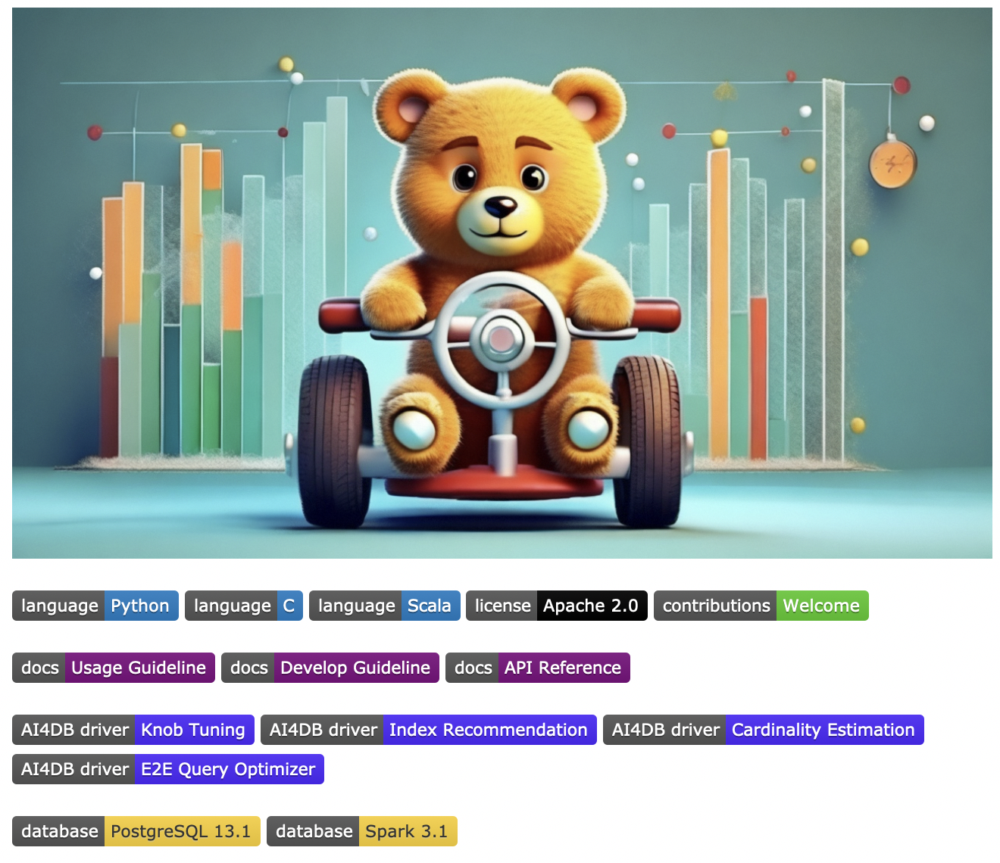 language Python language C language Scala license Apache 2.0 contributions Welcome
docs Usage Guideline docs Develop Guideline docs API Reference
AI4DB driver Knob Tuning AI4DB driver Index Recommendation AI4DB driver Cardinality Estimation
AI4DB driver E2E Query Optimizer
database PostgreSQL 13.1 database Spark 3.1